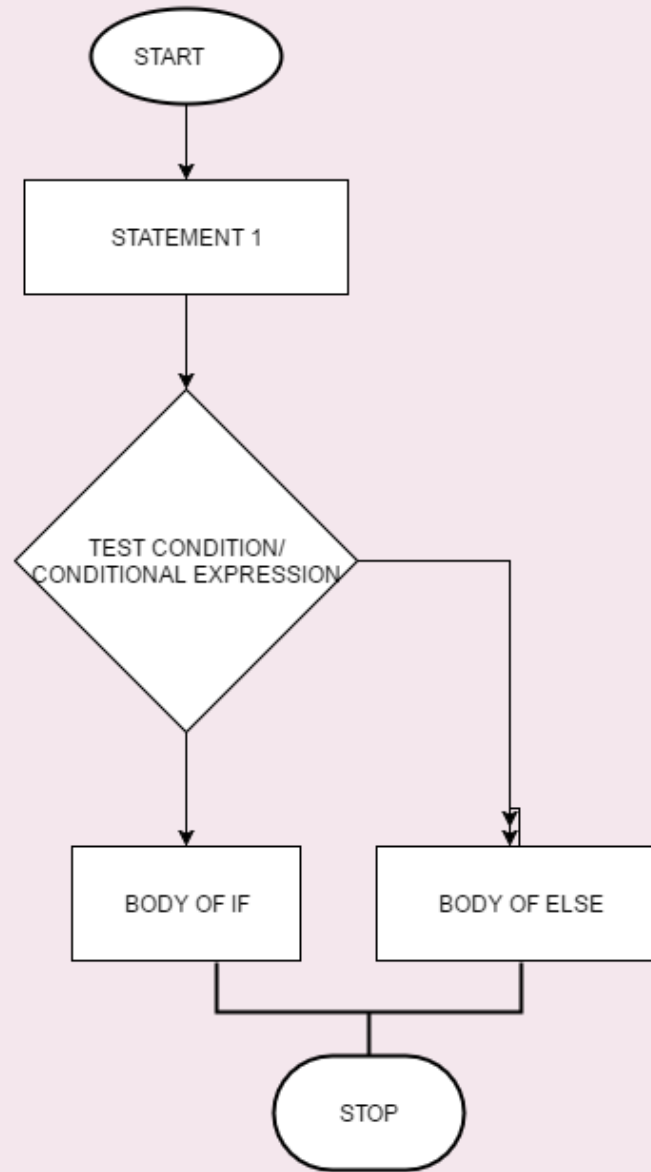 START
STATEMENT 1
TEST CONDITION/
CONDITIONAL EXPRESSION
BODY OF IF
BODY OF ELSE
STOP